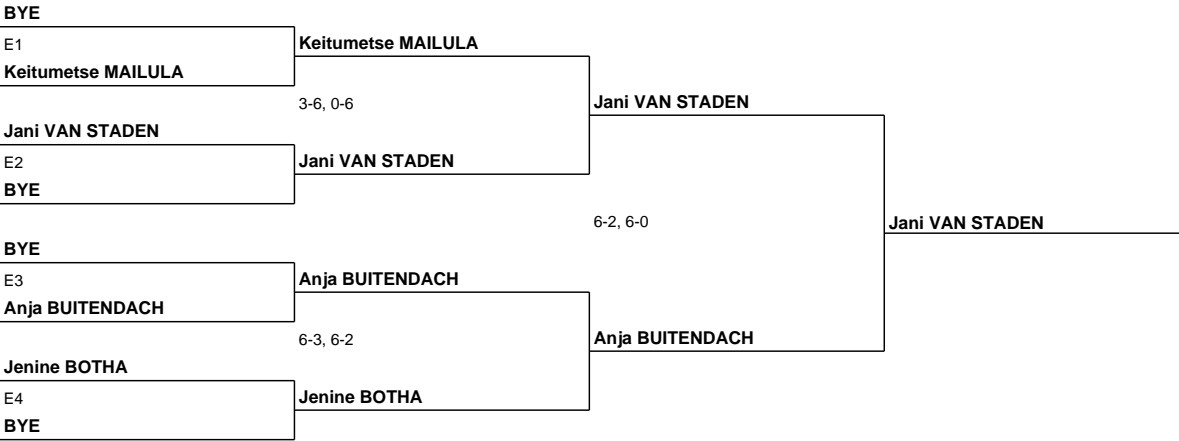 BYE
E1
Keitumetse MAILULA
Keitumetse MAILULA
3-6, 0-6
Jani VAN STADEN
Jani VAN STADEN
E2
Jani VAN STADEN
BYE
6-2, 6-0
Jani VAN STADEN
BYE
E3
Anja BUITENDACH
Anja BUITENDACH
6-3, 6-2
Anja BUITENDACH
Jenine BOTHA
E4
Jenine BOTHA
BYE